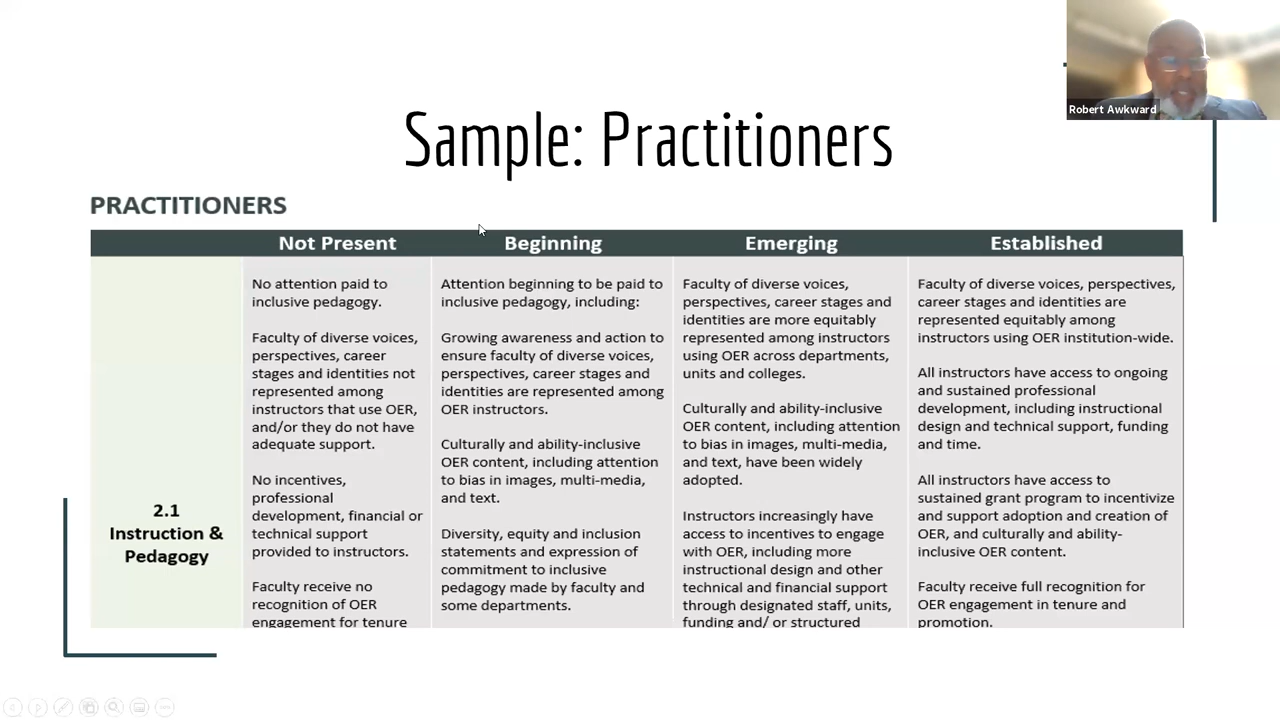 Robert Awkward
Sample: Practitioners
PRACTITIONERS
Not Present
Beginning
Emerging
Established
2.1
Instruction &
Pedagogy
No attention paid to
inclusive pedagogy.
Faculty of diverse voices,
perspectives, career
stages and identities not
represented among
instructors that use OER,
and/or they do not have
adequate support.
No incentives,
professional
development, financial or
technical support
provided to instructors.
Faculty receive no
recognition of OER
engagement for tenure
Attention beginning to be paid to
inclusive pedagogy, including:
Growing awareness and action to
ensure faculty of diverse voices,
perspectives, career stages and
identities are represented among
OER instructors.
Culturally and ability-inclusive
OER content, including attention
to bias in images, multi-media,
and text.
Diversity, equity and inclusion
statements and expression of
commitment to inclusive
pedagogy made by faculty and
some departments.
Faculty of diverse voices,
perspectives, career stages and
identities are more equitably
represented among instructors
using OER across departments,
units and colleges.
Culturally and ability-inclusive
OER content, including attention
to bias in images, multi-media,
and text, have been widely
adopted.
Instructors increasingly have
access to incentives to engage
with OER, including more
instructional design and other
technical and financial support
through designated staff, units,
funding and/ or structured
Faculty of diverse voices, perspectives,
career stages and identities are
represented equitably among
instructors using OER institution-wide.
All instructors have access to ongoing
and sustained professional
development, including instructional
design and technical support, funding
and time.
All instructors have access to
sustained grant program to incentivize
and support adoption and creation of
OER, and culturally and ability-
inclusive OER content.
Faculty receive full recognition for
OER engagement in tenure and
promotion.